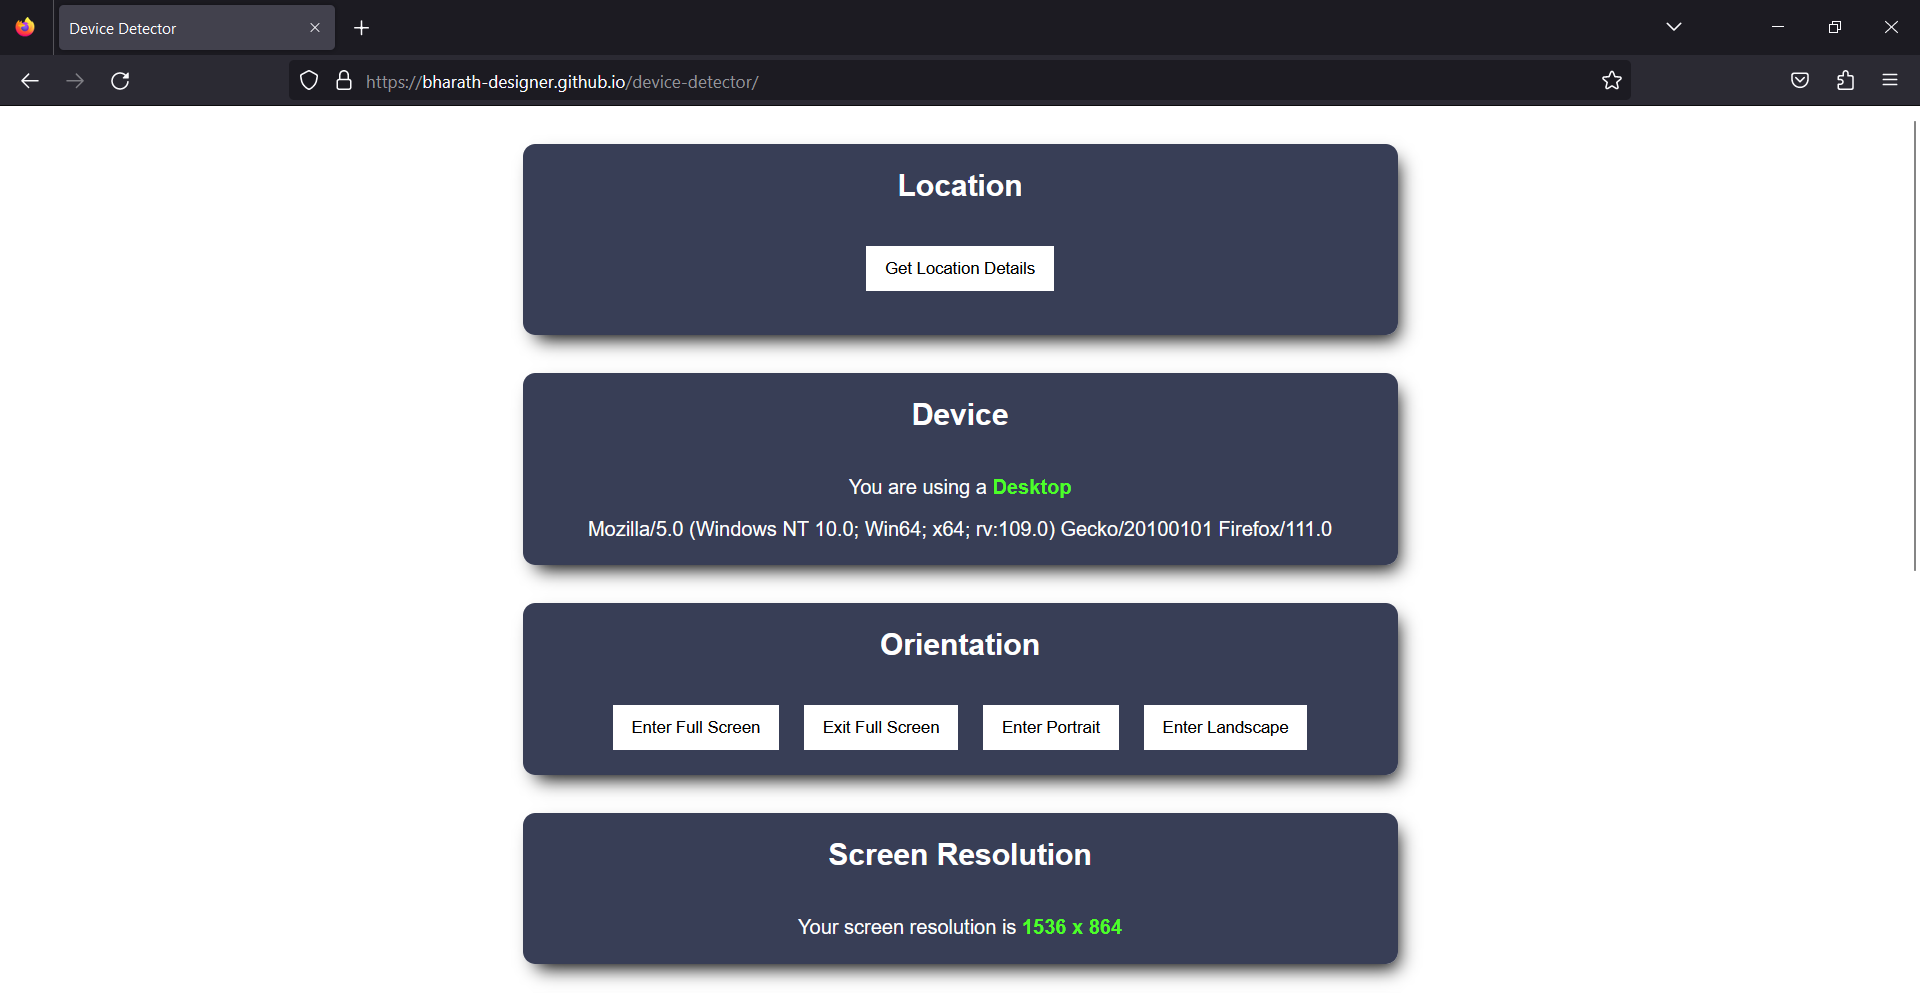 Device Detector
https://bharath-designer.github.io/device-detector/
Location
Get Location Details
Device
You are using a Desktop
Mozilla/5.0 (Windows NT 10.0; Win64; x64; rv:109.0) Gecko/20100101 Firefox/111.0
Orientation
Enter Full Screen Exit Full Screen Enter Portrait Enter Landscape
Screen Resolution
Your screen resolution is 1536 x 864